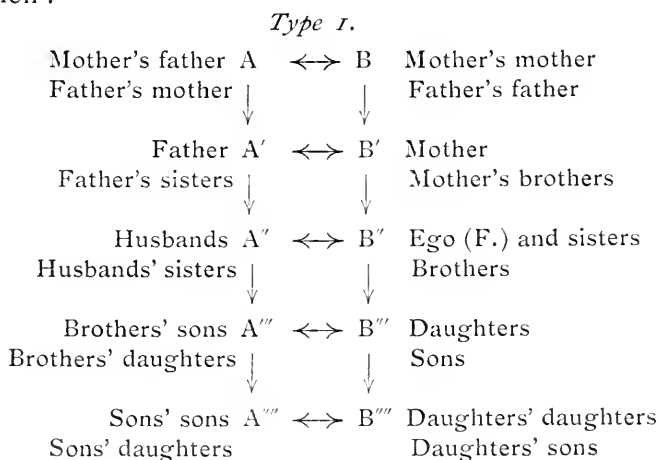 Type 1.
Mother's father A ↔ B Mother's mother
Father's mother ↓ ↓ Father's father
Father A′ ↔ B′ Mother
Father's sisters ↓ ↓ Mother's brothers
Husbands A″ ↔ B″ Ego (F.) and sisters
Husbands' sisters ↓ ↓ Brothers
Brothers' sons A‴ ↔ B‴ Daughters
Brothers' daughters ↓ ↓ Sons
Sons' sons A⁗ ↔ B⁗ Daughters' daughters
Sons' daughters Daughters' sons